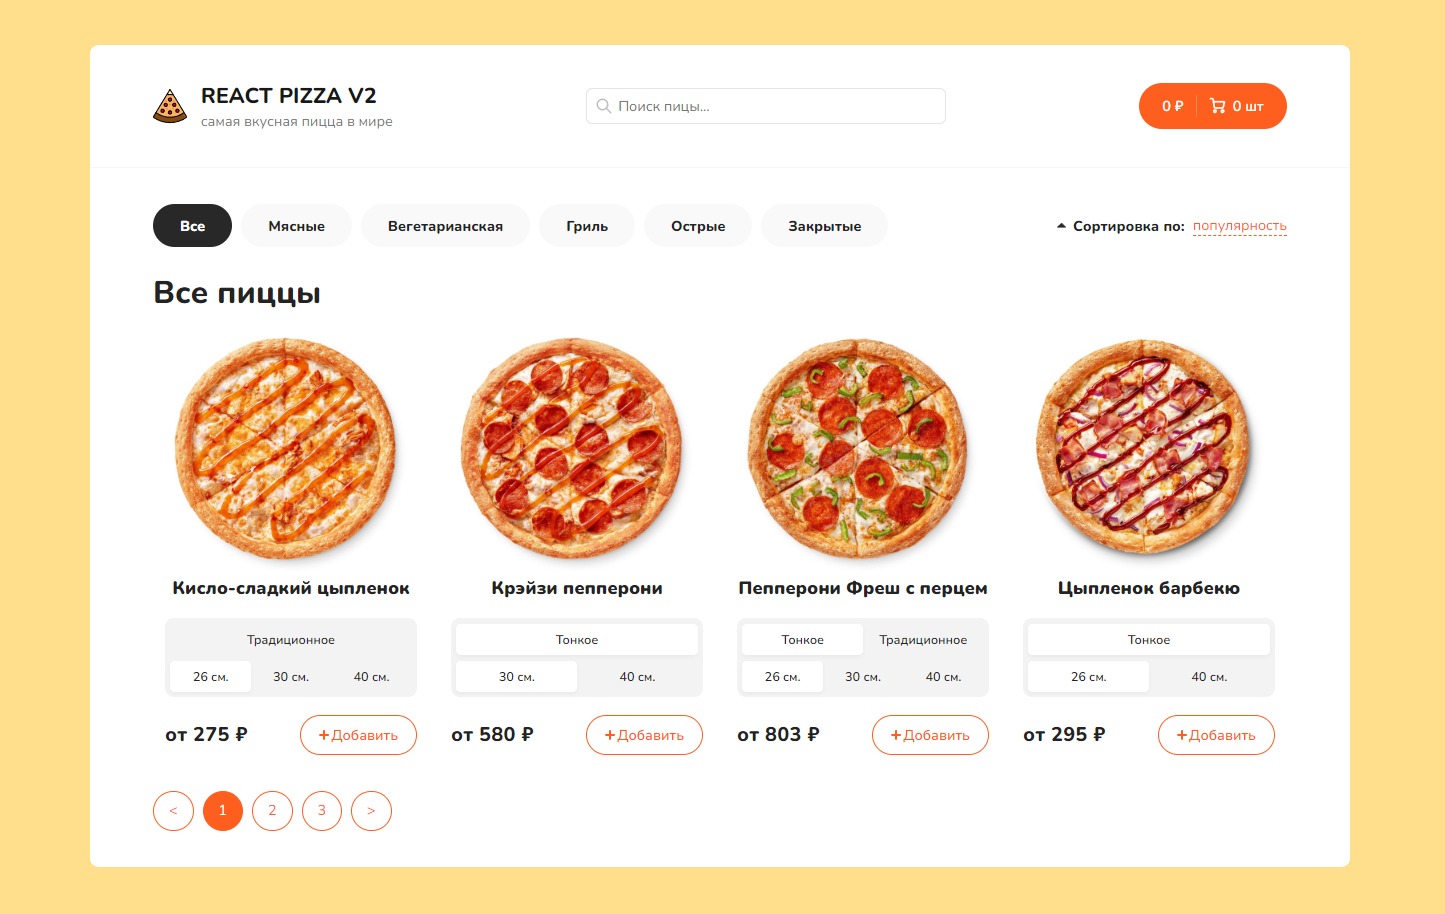 REACT PIZZA V2
самая вкусная пицца в мире
Поиск пицы...
0 ₽ 0 шт
Все Мясные Вегетарианская Гриль Острые Закрытые
Сортировка по: популярность
Все пиццы
Кисло-сладкий цыпленок
Традиционное
26 см. 30 см. 40 см.
от 275 ₽ +Добавить
Крэйзи пепперони
Тонкое
30 см. 40 см.
от 580 ₽ +Добавить
Пепперони Фреш с перцем
Тонкое Традиционное
26 см. 30 см. 40 см.
от 803 ₽ +Добавить
Цыпленок барбекю
Тонкое
26 см. 40 см.
от 295 ₽ +Добавить
< 1 2 3 >